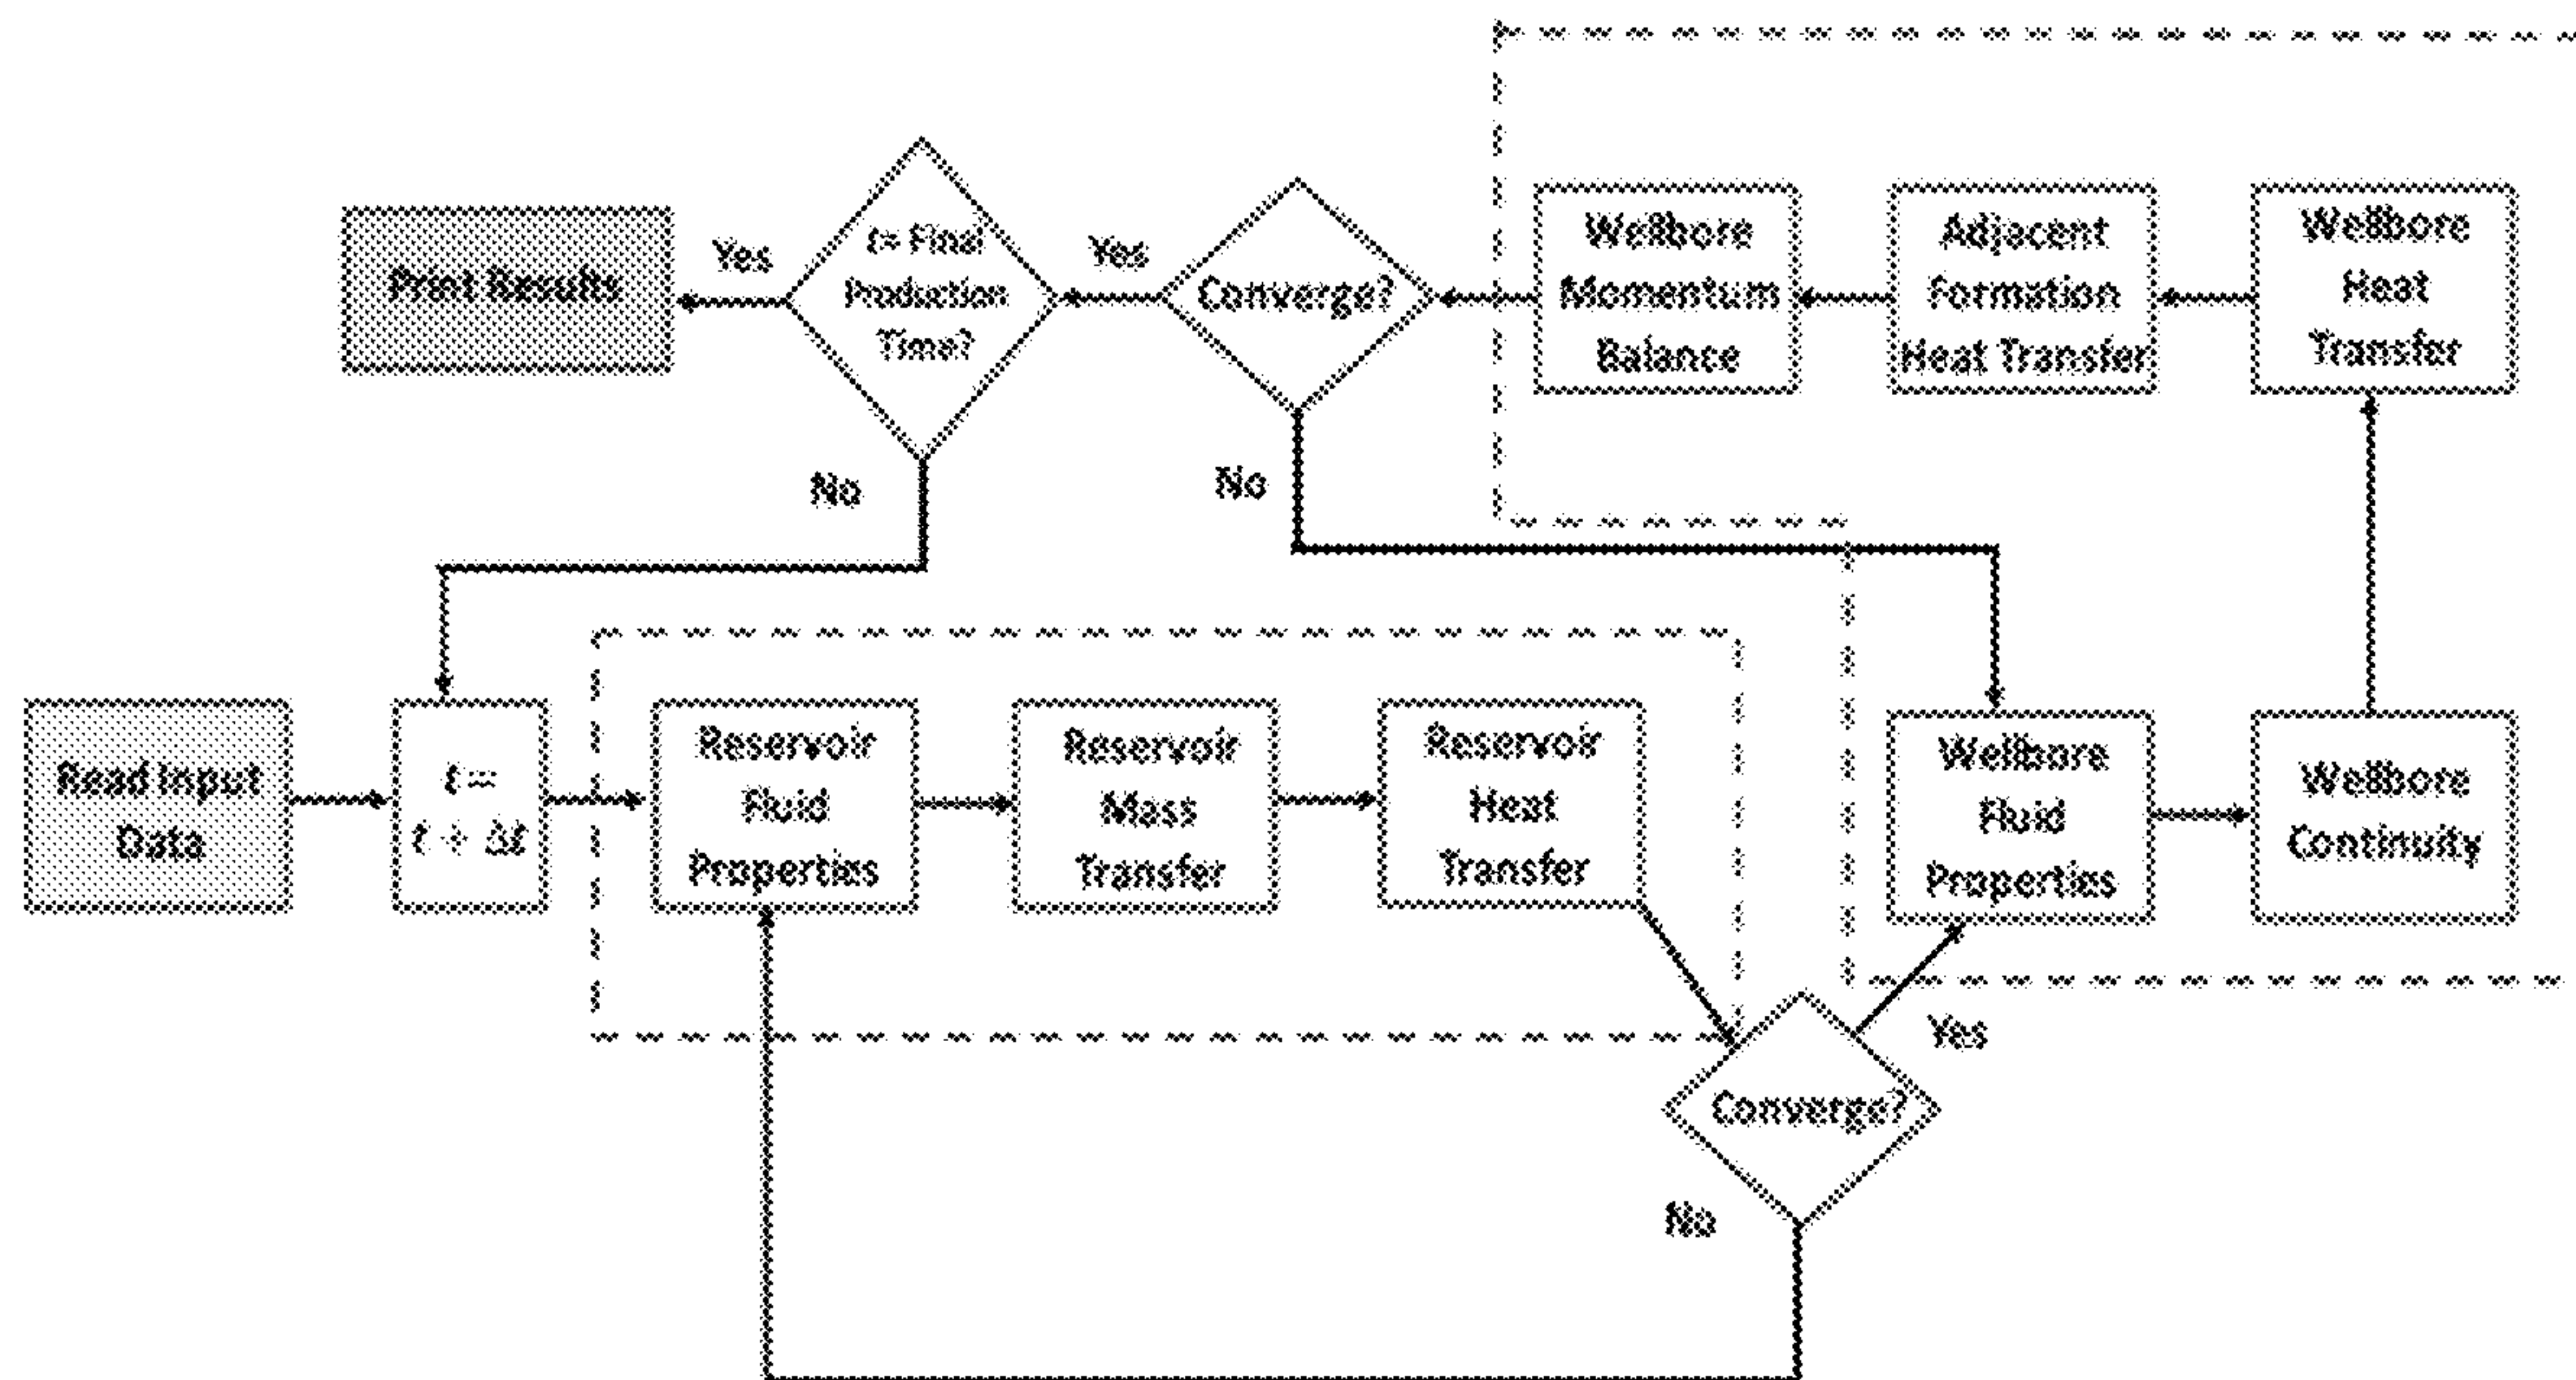 Print Results
Yes
t= Final
Production
Time?
Yes
Converge?
Wellbore
Momentum
Balance
Adjacent
Formation
Heat Transfer
Wellbore
Heat
Transfer
No
No
Read Input
Data
t =
t + Δt
Reservoir
Fluid
Properties
Reservoir
Mass
Transfer
Reservoir
Heat
Transfer
Wellbore
Fluid
Properties
Wellbore
Continuity
Yes
Converge?
No